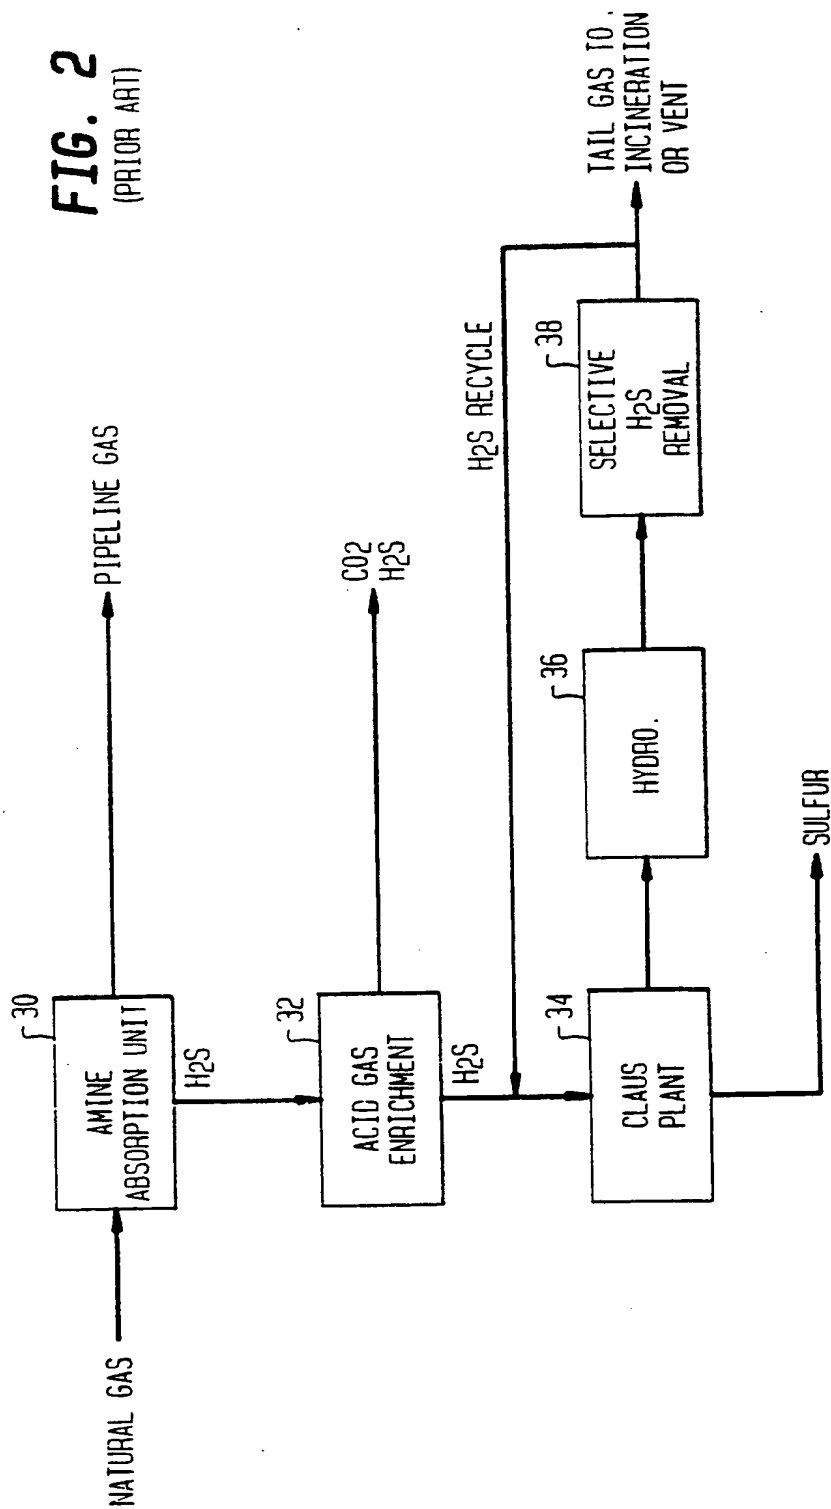 FIG. 2
(PRIOR ART)
NATURAL GAS
30
AMINE
ABSORPTION UNIT
PIPELINE GAS
H2S
32
ACID GAS
ENRICHMENT
CO2
H2S
H2S
H2S RECYCLE
34
CLAUS
PLANT
36
HYDRO.
38
SELECTIVE
H2S
REMOVAL
TAIL GAS TO
INCINERATION
OR VENT
SULFUR